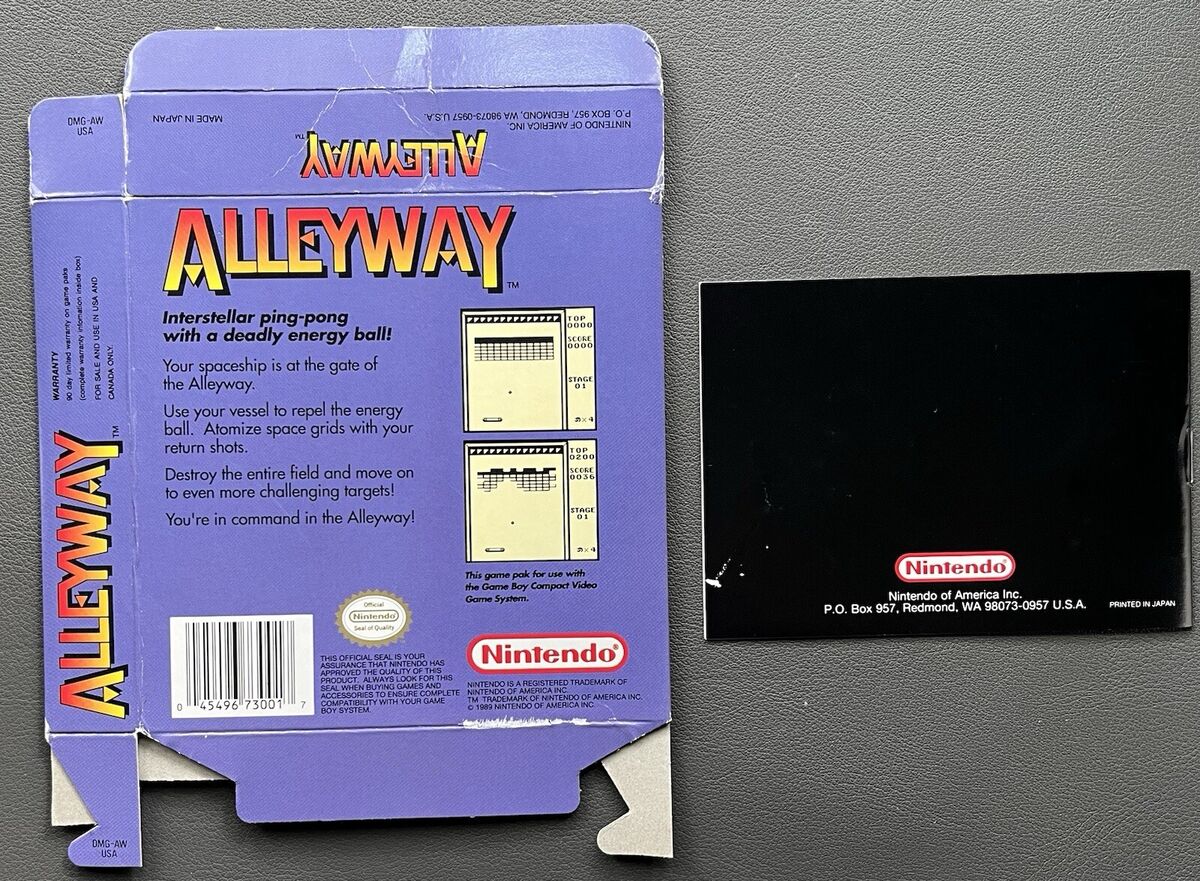 DMG-AW
USA
MADE IN JAPAN
NINTENDO OF AMERICA INC.
P.O. BOX 957, REDMOND, WA 98073-0957 U.S.A.
ALLEYWAY™
WARRANTY
90 day limited warranty on game paks
(complete warranty infomation inside box)
FOR SALE AND USE IN USA AND
CANADA ONLY.
ALLEYWAY™
ALLEYWAY™
Interstellar ping-pong
with a deadly energy ball!
Your spaceship is at the gate of
the Alleyway.
Use your vessel to repel the energy
ball. Atomize space grids with your
return shots.
Destroy the entire field and move on
to even more challenging targets!
You're in command in the Alleyway!
TOP
0000
SCORE
0000
STAGE
01
× 4
TOP
0200
SCORE
0036
STAGE
01
× 4
This game pak for use with
the Game Boy Compact Video
Game System.
0 45496 73001 7
Official
Nintendo
Seal of Quality
THIS OFFICIAL SEAL IS YOUR
ASSURANCE THAT NINTENDO HAS
APPROVED THE QUALITY OF THIS
PRODUCT. ALWAYS LOOK FOR THIS
SEAL WHEN BUYING GAMES AND
ACCESSORIES TO ENSURE COMPLETE
COMPATIBILITY WITH YOUR GAME
BOY SYSTEM.
Nintendo®
NINTENDO IS A REGISTERED TRADEMARK OF
NINTENDO OF AMERICA INC.
TM TRADEMARK OF NINTENDO OF AMERICA INC.
© 1989 NINTENDO OF AMERICA INC.
DMG-AW
USA
Nintendo®
Nintendo of America Inc.
P.O. Box 957, Redmond, WA 98073-0957 U.S.A.
PRINTED IN JAPAN